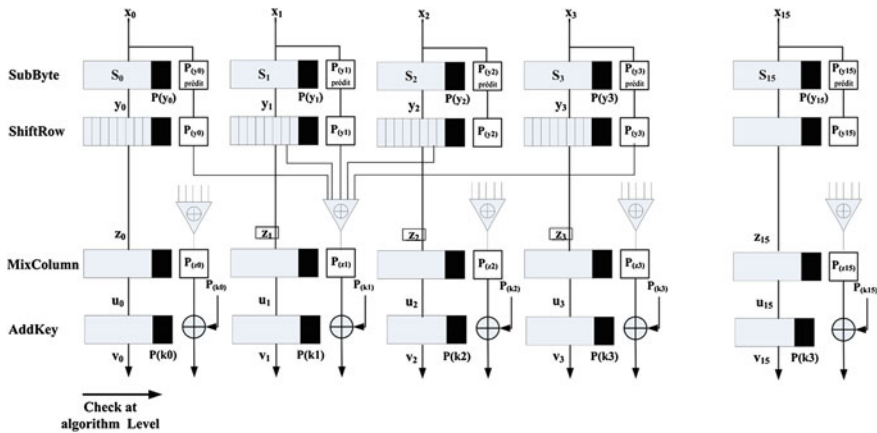 x₀ x₁ x₂ x₃ x₁₅
SubByte S₀ P(y0) prédit S₁ P(y1) prédit S₂ P(y2) prédit S₃ P(y3) prédit S₁₅ P(y15) prédit
P(y₀) P(y₁) P(y₂) P(y3) P(y₁₅)
y₀ y₁ y₂ y₃
ShiftRow P(y0) P(y1) P(y2) P(y3) P(y15)
z₀ z₁ z₂ z₃ z₁₅
MixColumn P(z0) P(z1) P(z2) P(z3) P(z15)
P(k0) P(k1) P(k2) P(k3) P(k15)
u₀ u₁ u₂ u₃ u₁₅
AddKey
v₀ P(k0) v₁ P(k1) v₂ P(k2) v₃ P(k3) v₁₅ P(k3)
Check at
algorithm Level